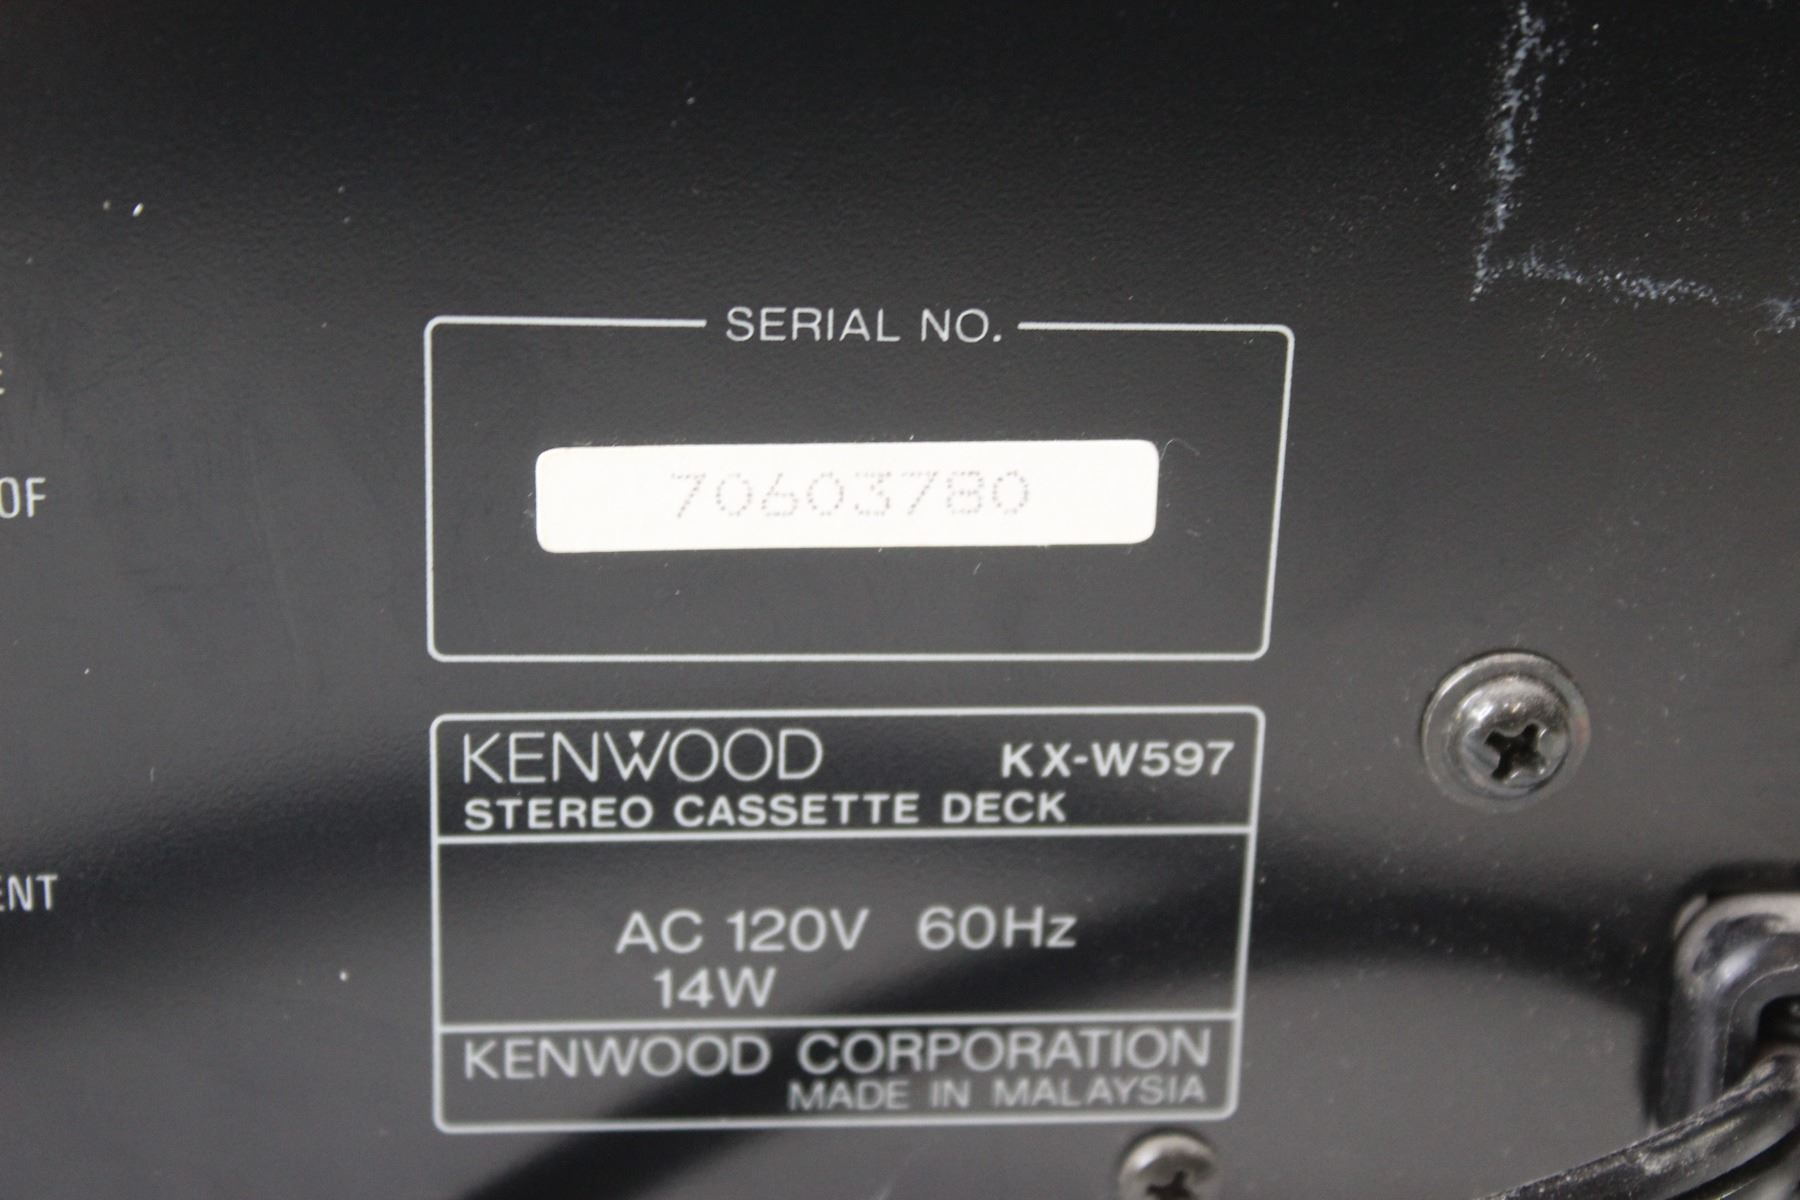 SERIAL NO.
OF
70603780
KENWOOD KX-W597
STEREO CASSETTE DECK
AC 120V 60Hz
14W
KENWOOD CORPORATION
MADE IN MALAYSIA